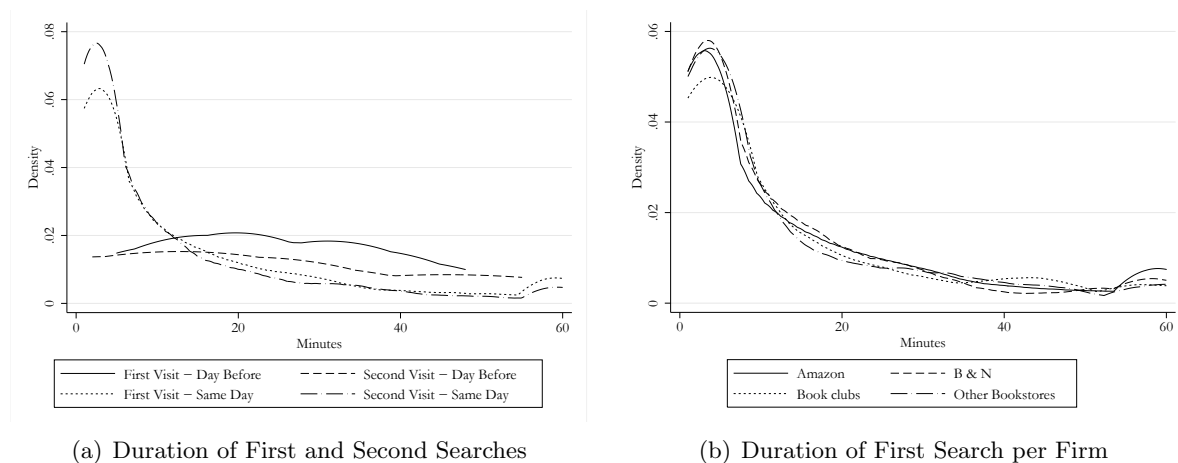 .08
.06
.04
.02
0
Density
0 20 40 60
Minutes
First Visit − Day Before Second Visit − Day Before
First Visit − Same Day Second Visit − Same Day
(a) Duration of First and Second Searches
.06
.04
.02
0
Density
0 20 40 60
Minutes
Amazon B & N
Book clubs Other Bookstores
(b) Duration of First Search per Firm